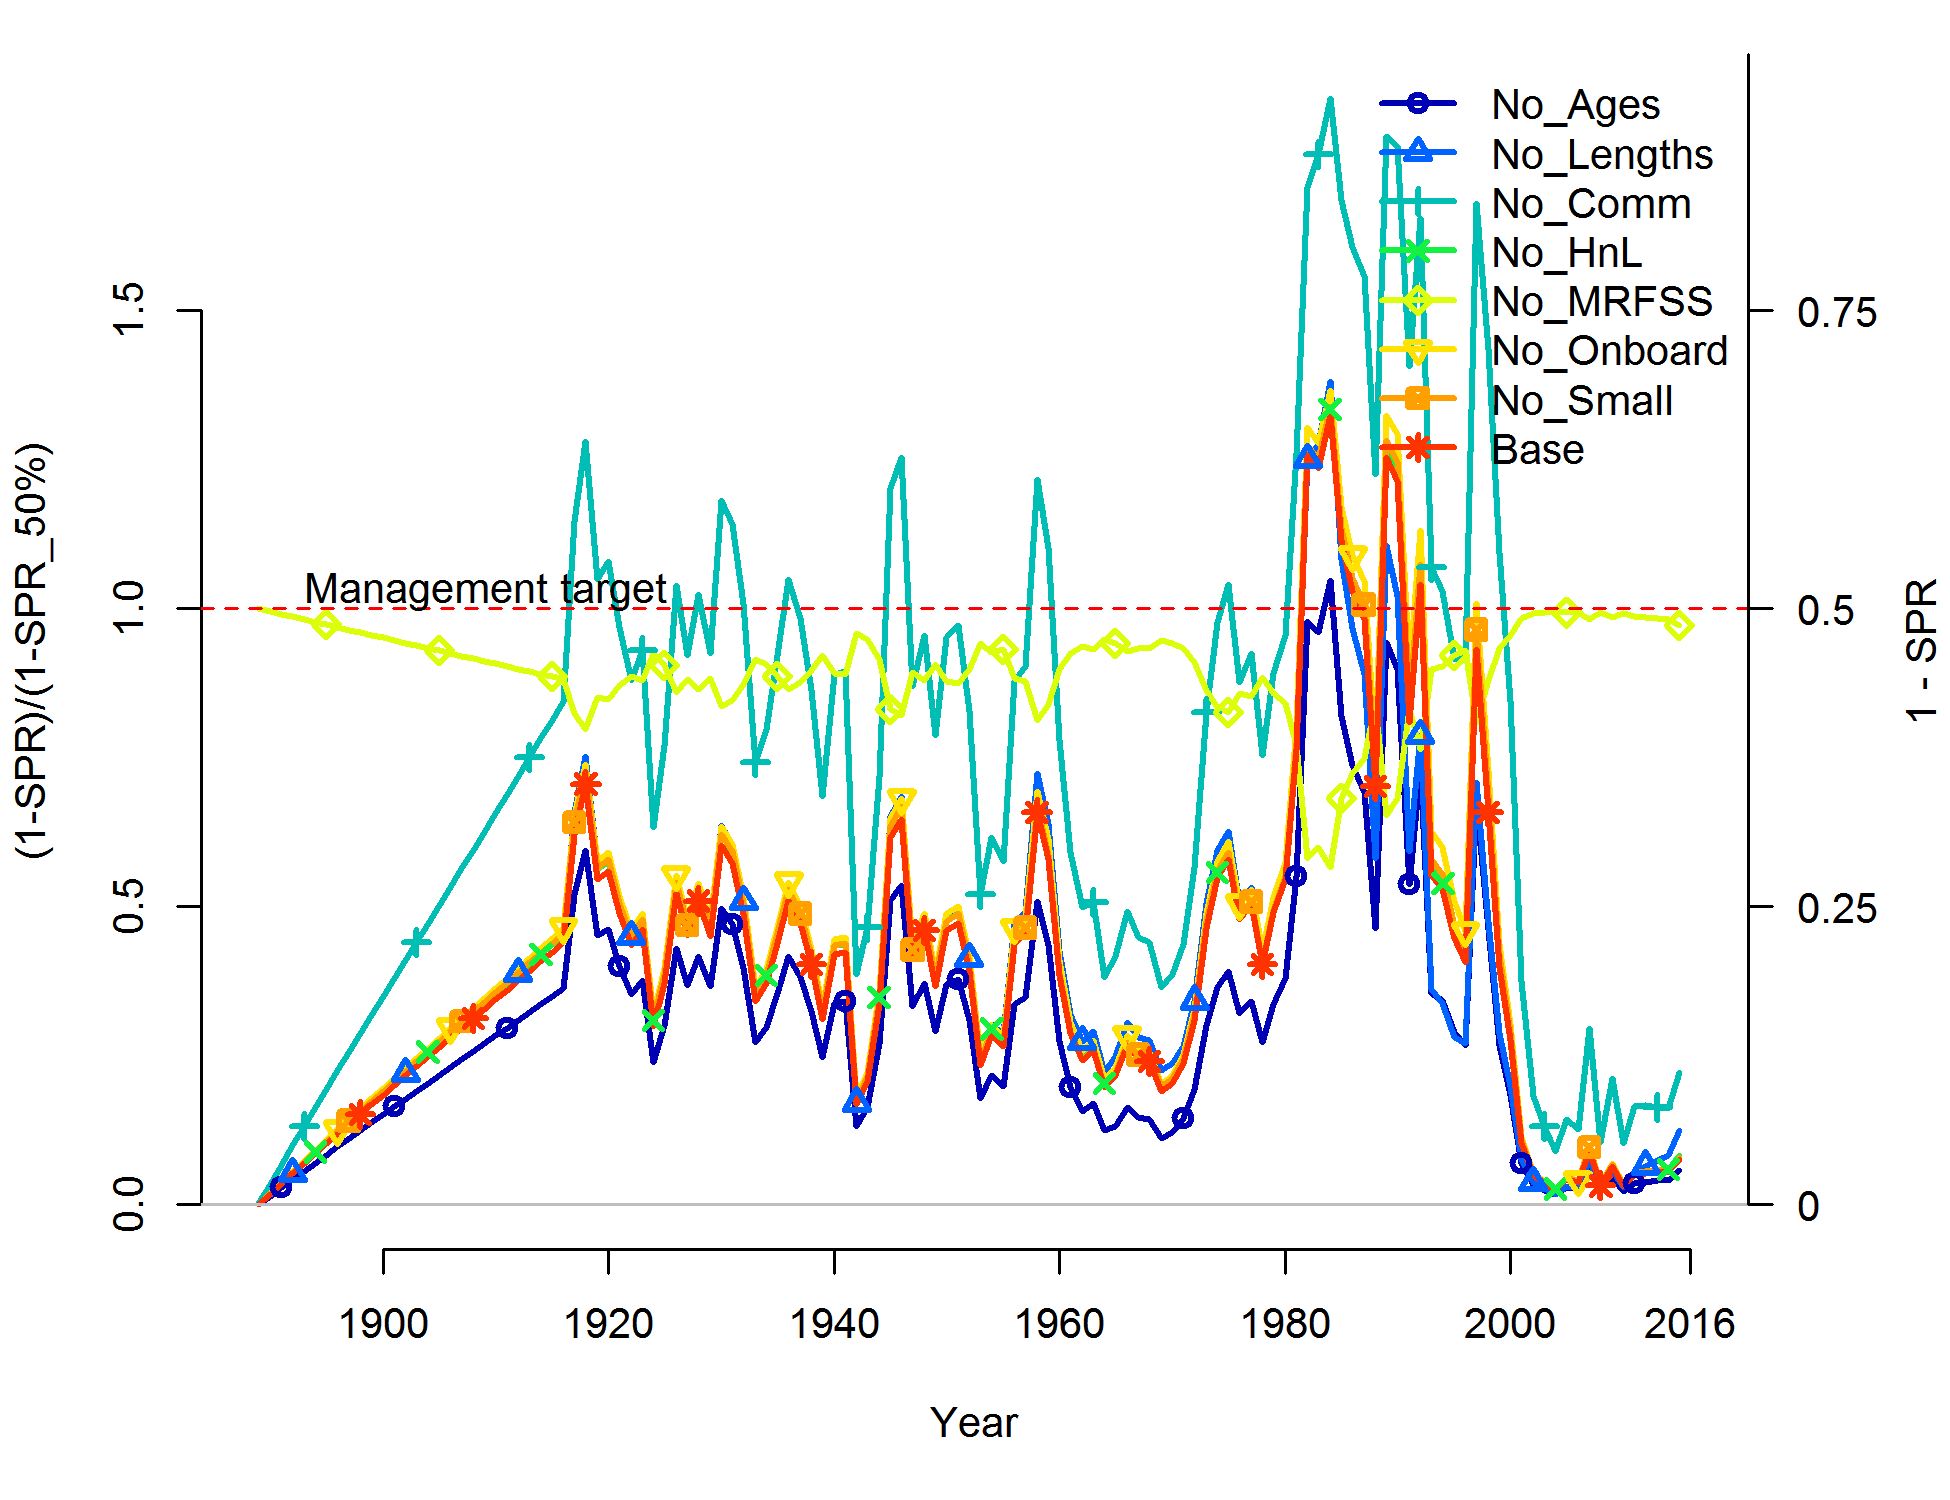 No_Ages
No_Lengths
No_Comm
No_HnL
No_MRFSS
No_Onboard
No_Small
Base
Management target
(1-SPR)/(1-SPR_50%)
0.0
0.5
1.0
1.5
1 - SPR
0
0.25
0.5
0.75
1900
1920
1940
1960
1980
2000
2016
Year